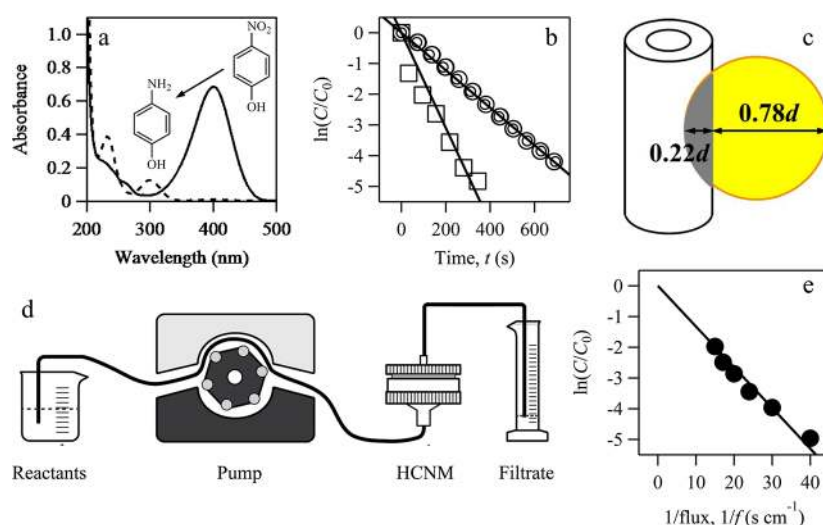 a
Absorbance
1.0
0.8
0.6
0.4
0.2
0
200
300
400
500
Wavelength (nm)
NH2
OH
NO2
OH
b
ln(C/C0)
0
-1
-2
-3
-4
-5
0
200
400
600
Time, t (s)
c
0.78d
0.22d
d
Reactants
Pump
HCNM
Filtrate
e
ln(C/C0)
0
-1
-2
-3
-4
-5
0
10
20
30
40
1/flux, 1/f (s cm⁻¹)